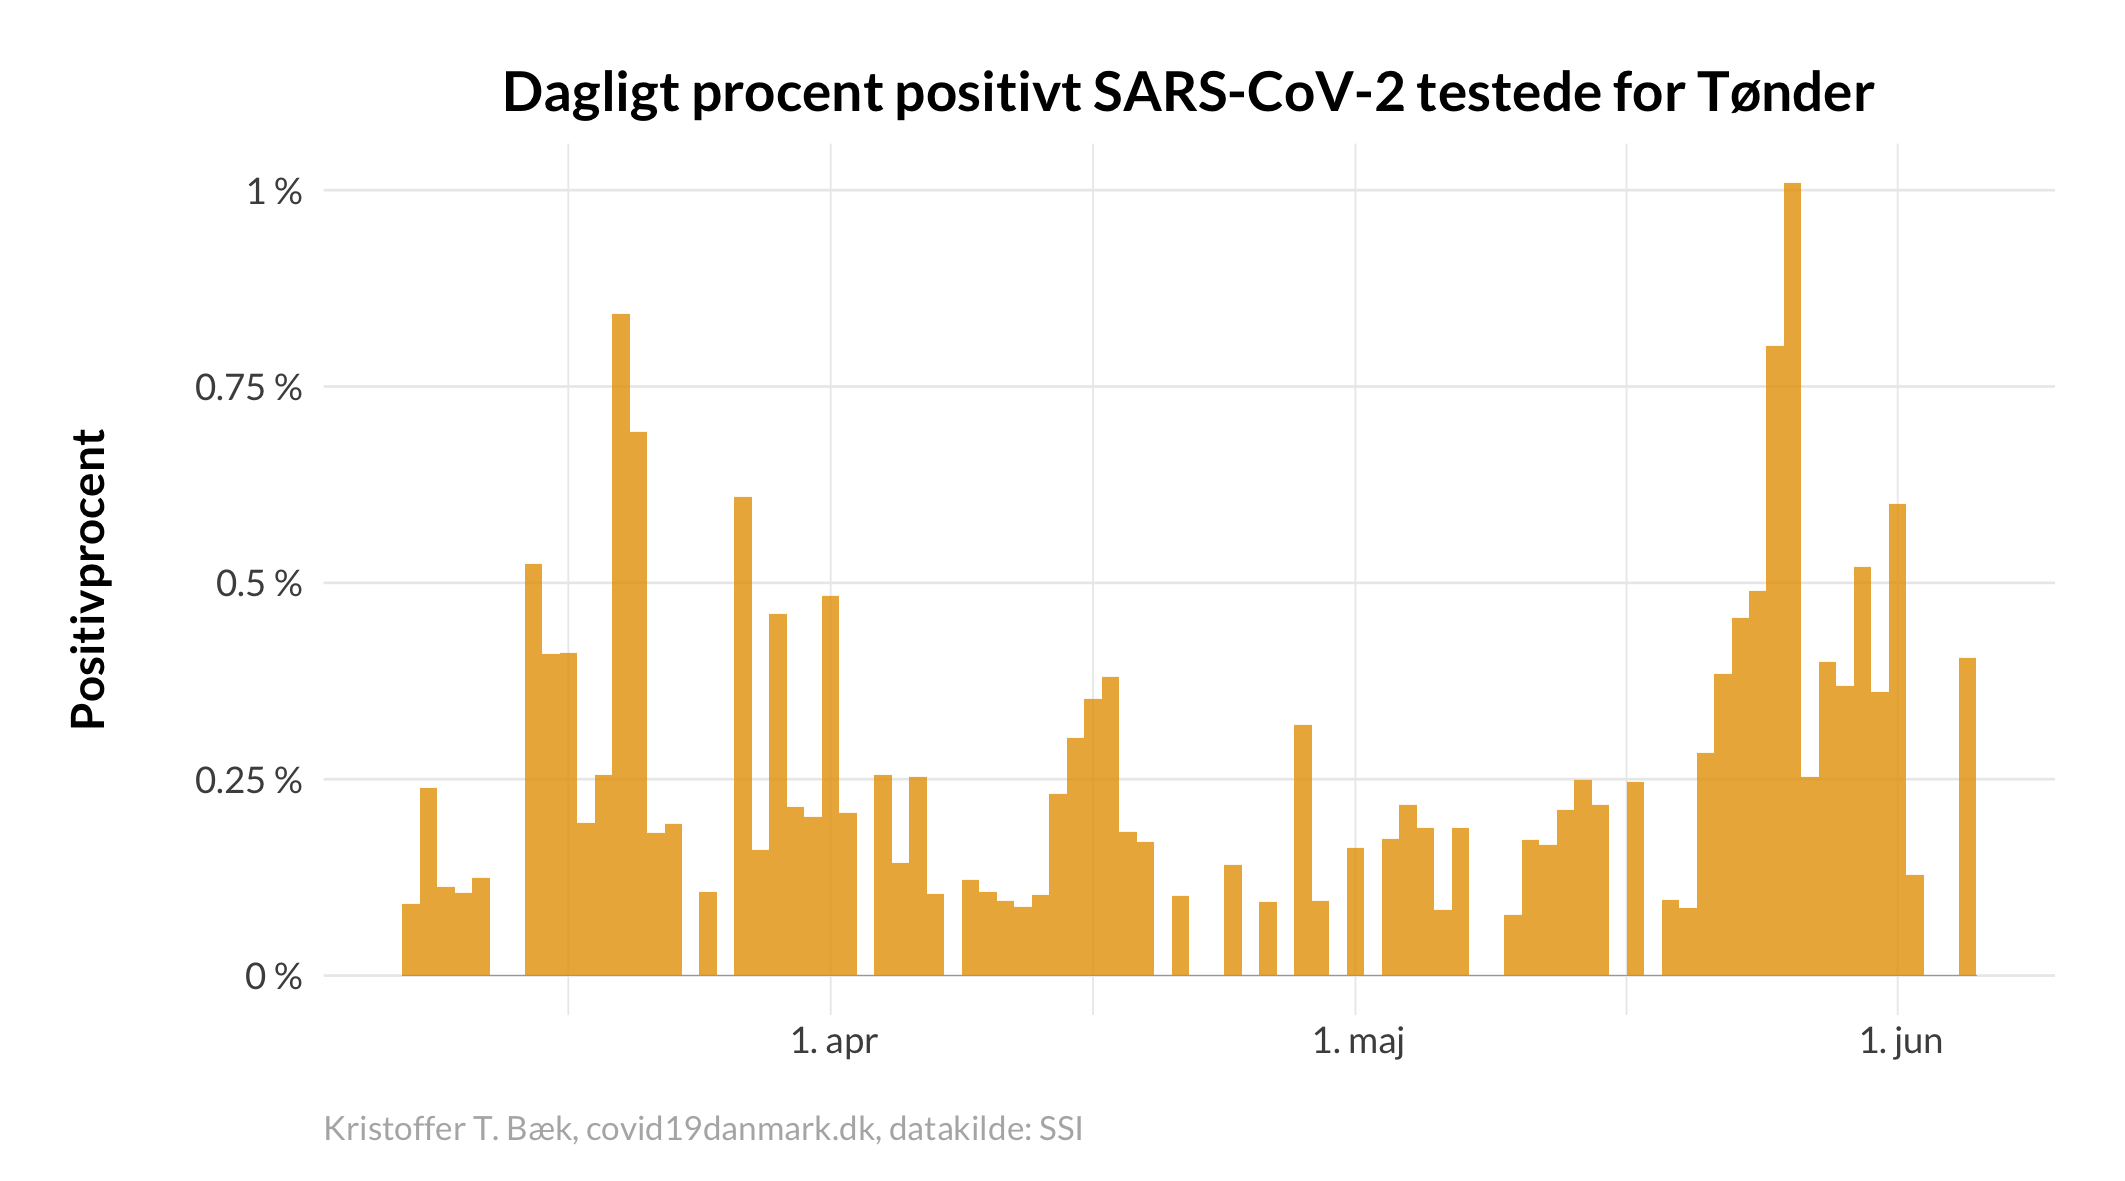 Dagligt procent positivt SARS-CoV-2 testede for Tønder
Positivprocent
1 %
0.75 %
0.5 %
0.25 %
0 %
1. apr
1. maj
1. jun
Kristoffer T. Bæk, covid19danmark.dk, datakilde: SSI